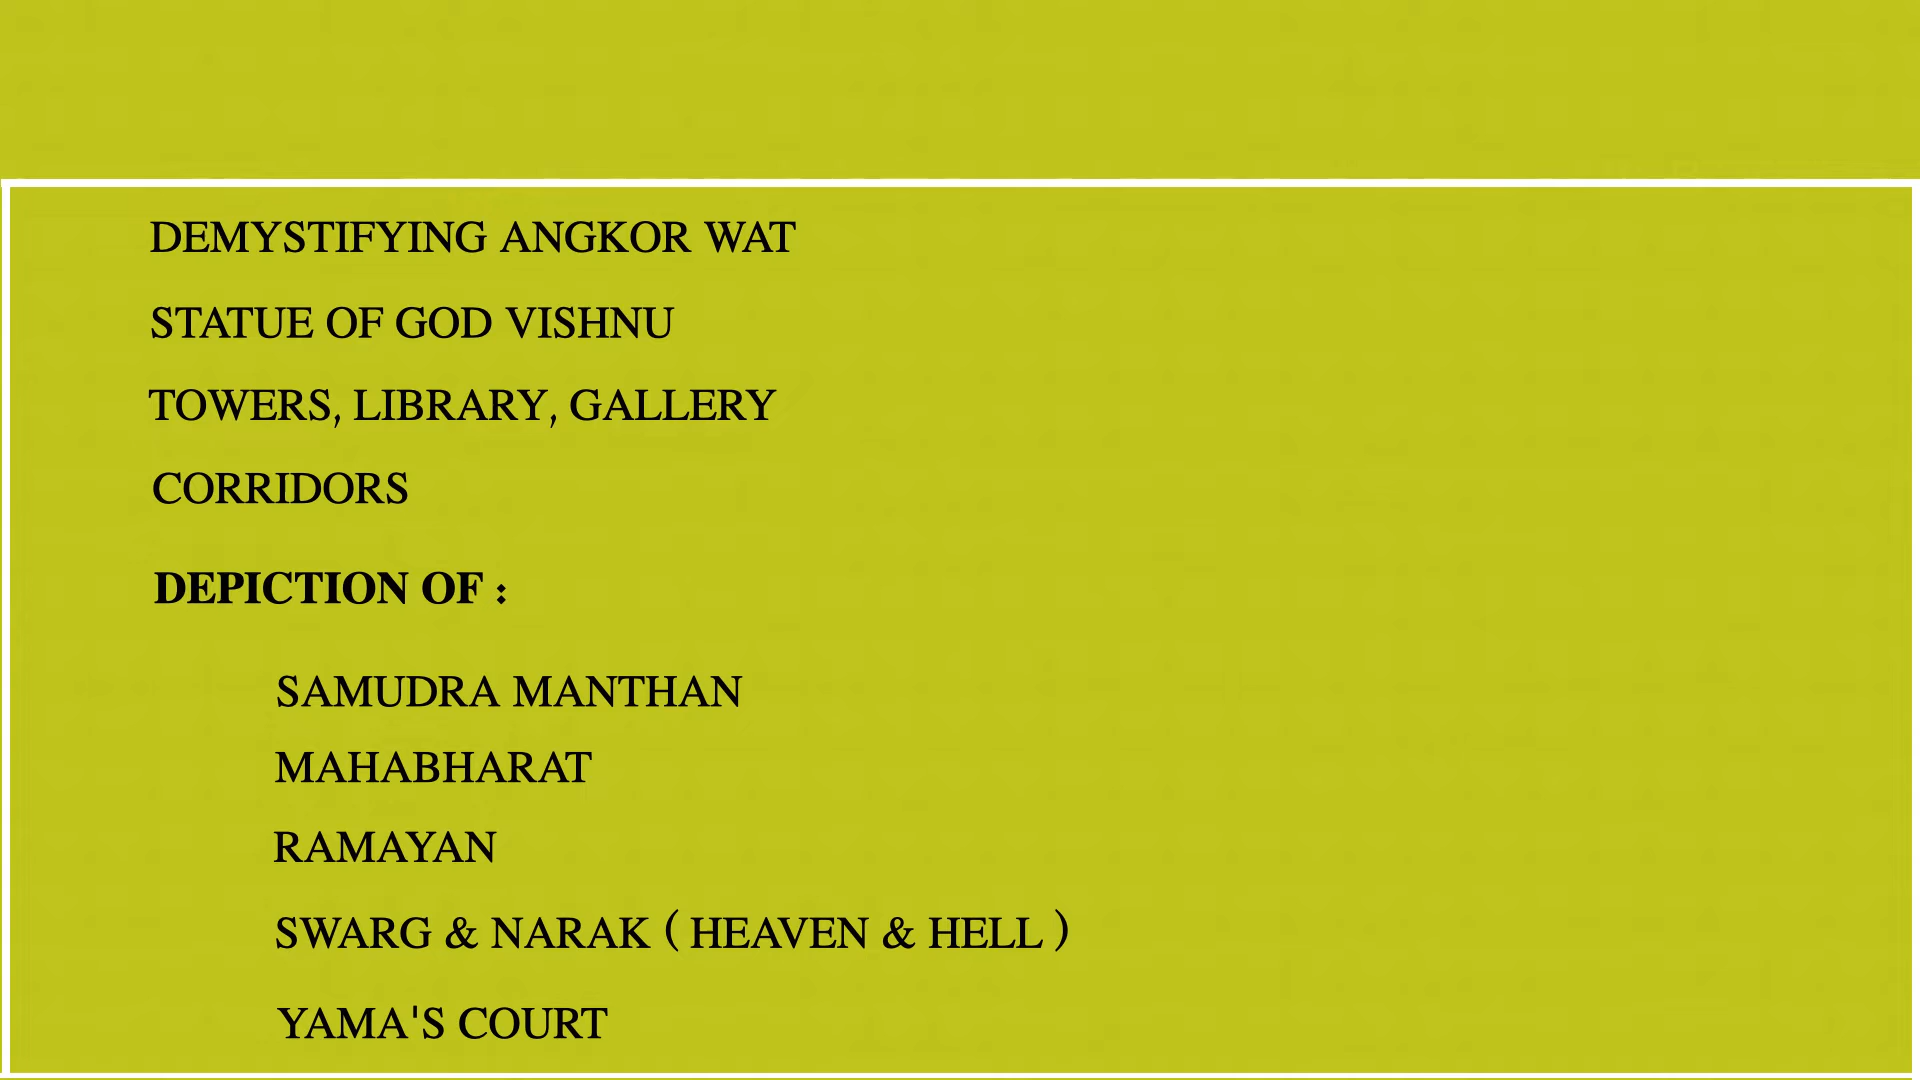 DEMYSTIFYING ANGKOR WAT
STATUE OF GOD VISHNU
TOWERS, LIBRARY, GALLERY
CORRIDORS
DEPICTION OF :
SAMUDRA MANTHAN
MAHABHARAT
RAMAYAN
SWARG & NARAK ( HEAVEN & HELL )
YAMA'S COURT